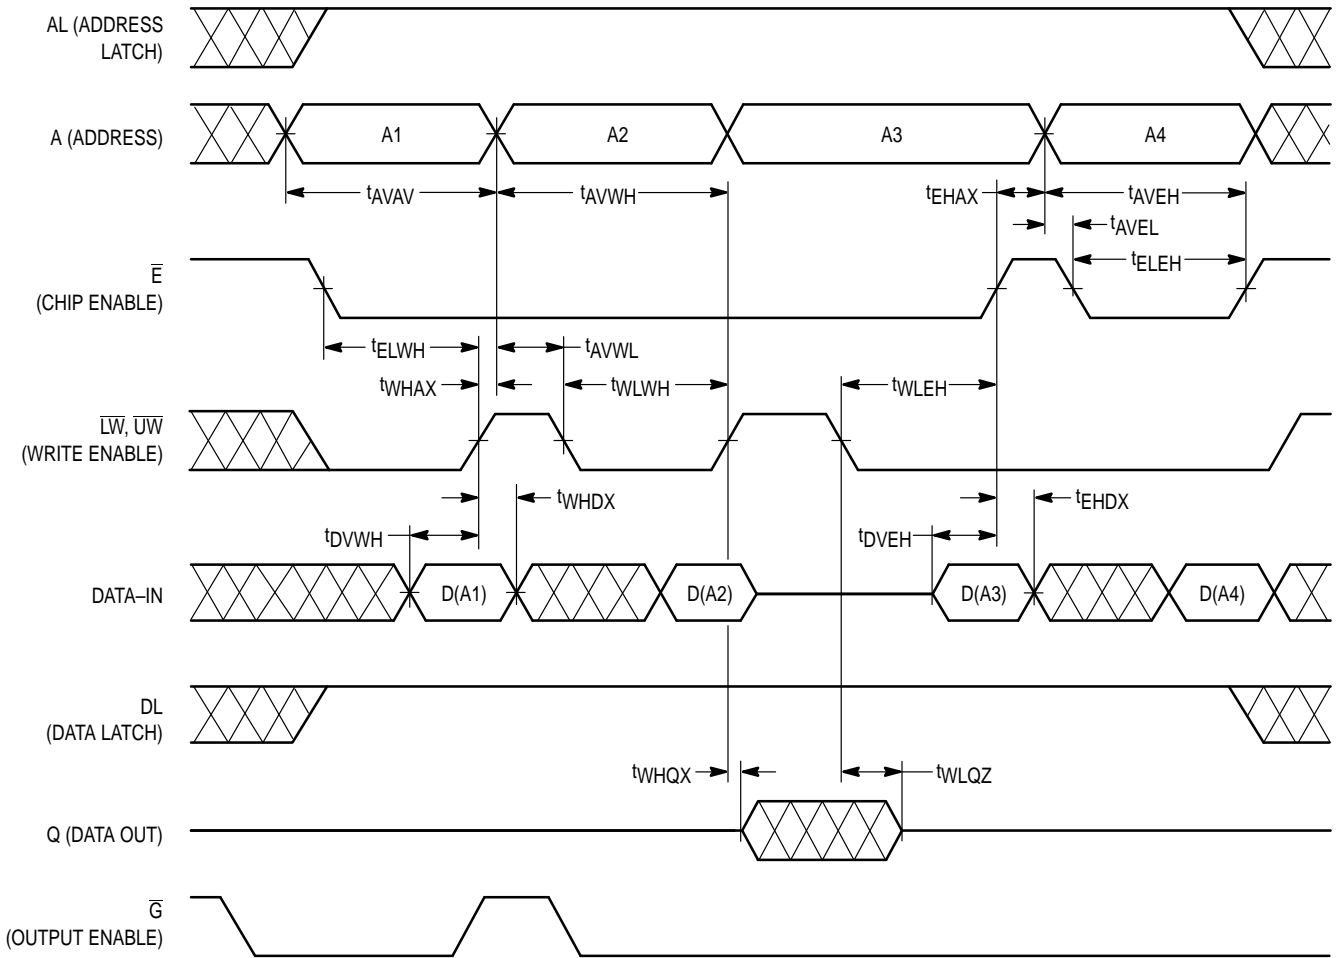 AL (ADDRESS
LATCH)
A (ADDRESS)
A1
A2
A3
A4
tAVAV
tAVWH
tEHAX
tAVEH
tAVEL
E̅
(CHIP ENABLE)
tELEH
tELWH
tAVWL
tWHAX
tWLWH
tWLEH
L̅W̅, U̅W̅
(WRITE ENABLE)
tWHDX
tEHDX
tDVWH
tDVEH
DATA–IN
D(A1)
D(A2)
D(A3)
D(A4)
DL
(DATA LATCH)
tWHQX
tWLQZ
Q (DATA OUT)
G̅
(OUTPUT ENABLE)